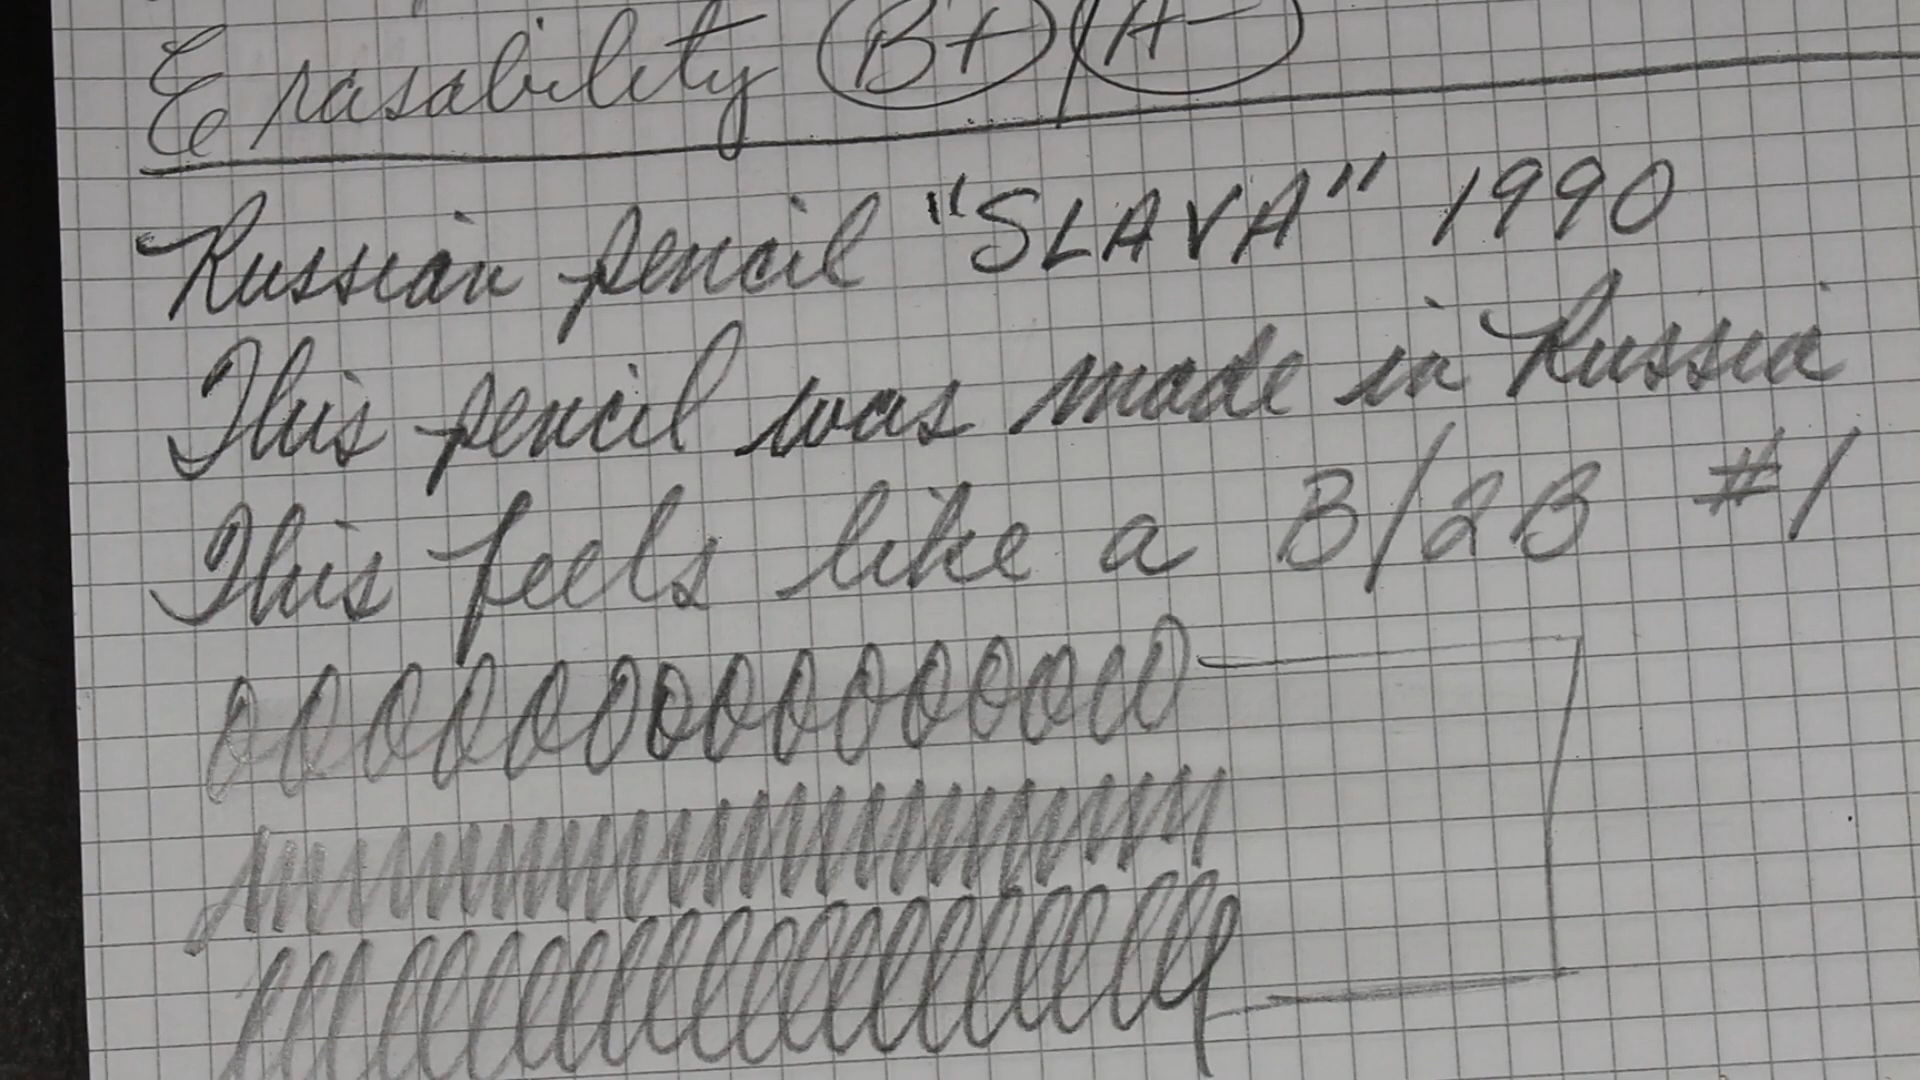 Erasability B+/A-
Russian pencil "SLAVA" 1990
This pencil was made in Russia
This feels like a B/2B #1